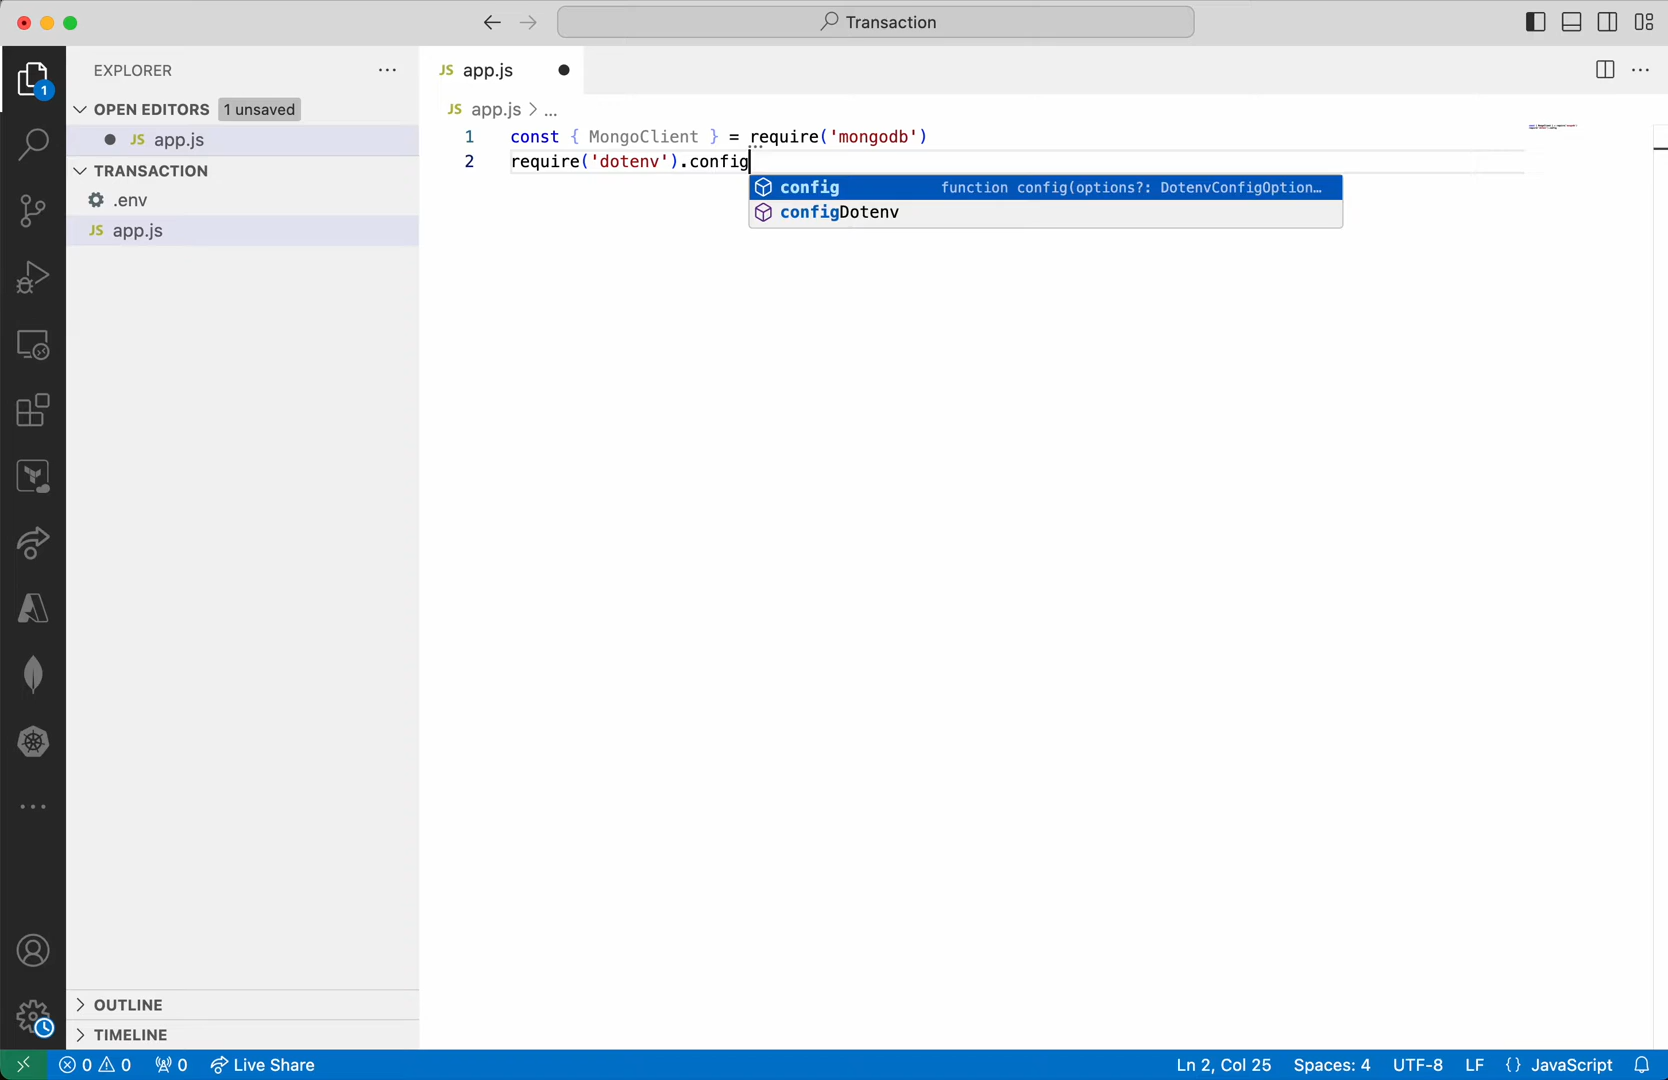 Transaction
EXPLORER
JS app.js
OPEN EDITORS 1 unsaved
JS app.js
JS app.js > ...
TRANSACTION
.env
JS app.js
1 const { MongoClient } = require('mongodb')
2 require('dotenv').config
config function config(options?: DotenvConfigOption…
configDotenv
1
OUTLINE
TIMELINE
0 0 0 Live Share Ln 2, Col 25 Spaces: 4 UTF-8 LF {} JavaScript